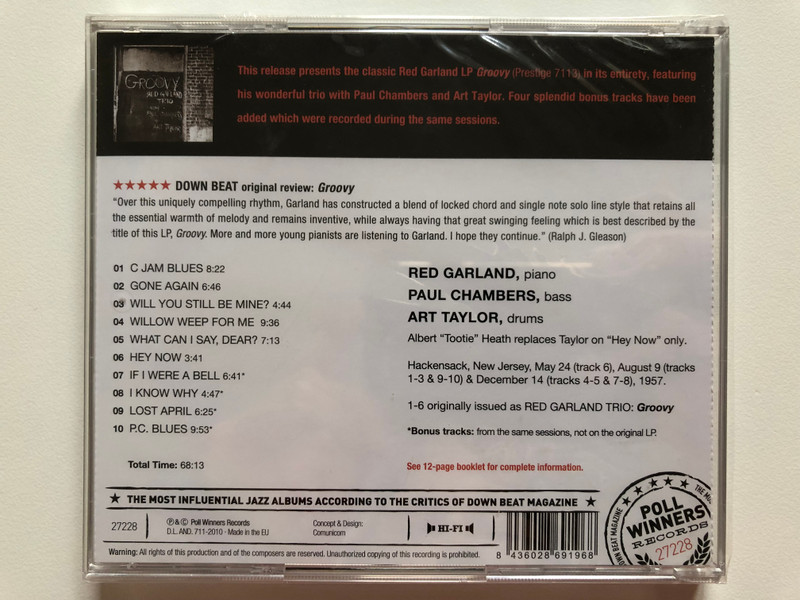 GROOVY
RED GARLAND
TRIO
This release presents the classic Red Garland LP Groovy (Prestige 7113) in its entirety, featuring
his wonderful trio with Paul Chambers and Art Taylor. Four splendid bonus tracks have been
added which were recorded during the same sessions.
★★★★★ DOWN BEAT original review: Groovy
"Over this uniquely compelling rhythm, Garland has constructed a blend of locked chord and single note solo line style that retains all
the essential warmth of melody and remains inventive, while always having that great swinging feeling which is best described by the
title of this LP, Groovy. More and more young pianists are listening to Garland. I hope they continue." (Ralph J. Gleason)
01 C JAM BLUES 8:22
02 GONE AGAIN 6:46
03 WILL YOU STILL BE MINE? 4:44
04 WILLOW WEEP FOR ME 9:36
05 WHAT CAN I SAY, DEAR? 7:13
06 HEY NOW 3:41
07 IF I WERE A BELL 6:41*
08 I KNOW WHY 4:47*
09 LOST APRIL 6:25*
10 P.C. BLUES 9:53*
Total Time: 68:13
RED GARLAND, piano
PAUL CHAMBERS, bass
ART TAYLOR, drums
Albert "Tootie" Heath replaces Taylor on "Hey Now" only.
Hackensack, New Jersey, May 24 (track 6), August 9 (tracks
1-3 & 9-10) & December 14 (tracks 4-5 & 7-8), 1957.
1-6 originally issued as RED GARLAND TRIO: Groovy
*Bonus tracks: from the same sessions, not on the original LP.
See 12-page booklet for complete information.
★ THE MOST INFLUENTIAL JAZZ ALBUMS ACCORDING TO THE CRITICS OF DOWN BEAT MAGAZINE ★
27228
℗ & © Poll Winners Records
D.L. AND. 711-2010 · Made in the EU
Concept & Design:
Comunicom
HI-FI
8 436028 691968
Warning: All rights of this production and of the composers are reserved. Unauthorized copying of this recording is prohibited.
DOWN BEAT MAGAZINE ★★★★★ THE MO
POLL
WINNERS
RECORDS
27228